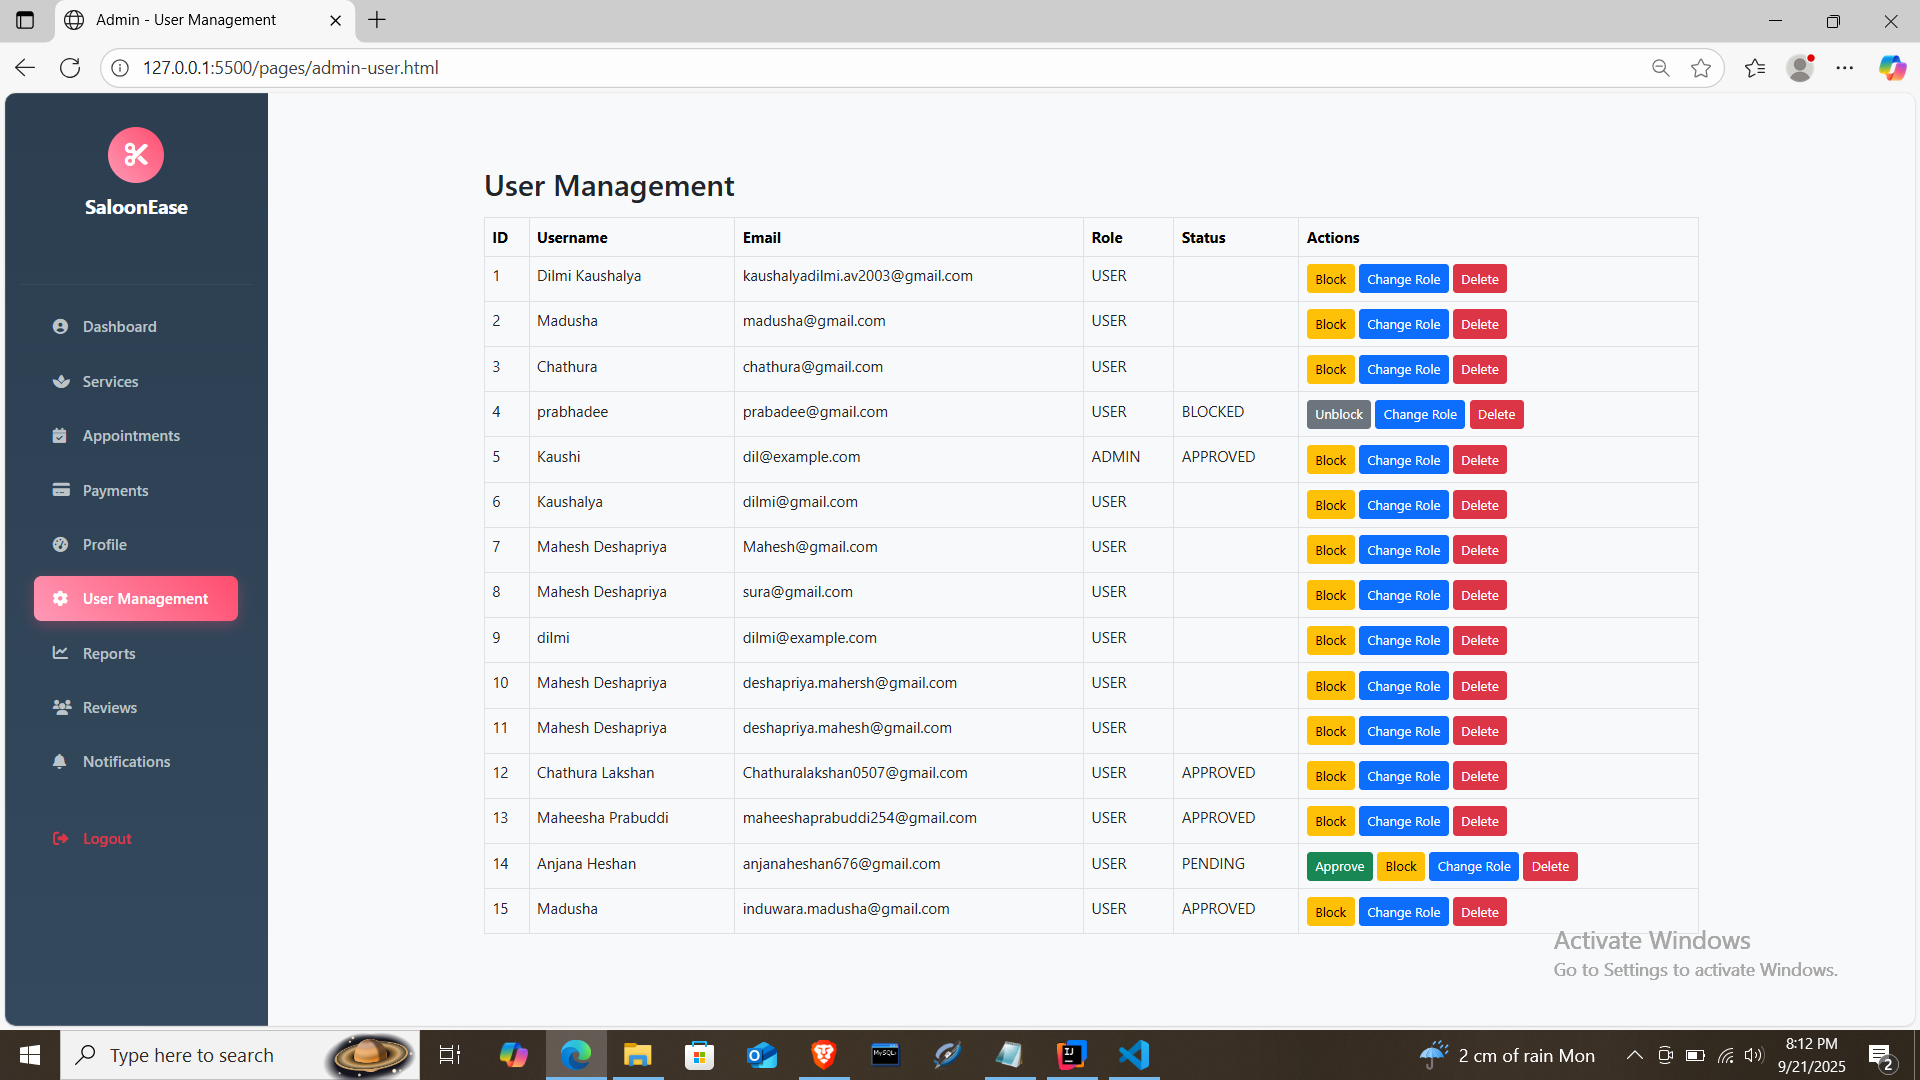 Admin - User Management
127.0.0.1:5500/pages/admin-user.html
SaloonEase
Dashboard
Services
Appointments
Payments
Profile
User Management
Reports
Reviews
Notifications
Logout
User Management
ID Username Email Role Status Actions
1 Dilmi Kaushalya kaushalyadilmi.av2003@gmail.com USER Block Change Role Delete
2 Madusha madusha@gmail.com USER Block Change Role Delete
3 Chathura chathura@gmail.com USER Block Change Role Delete
4 prabhadee prabadee@gmail.com USER BLOCKED Unblock Change Role Delete
5 Kaushi dil@example.com ADMIN APPROVED Block Change Role Delete
6 Kaushalya dilmi@gmail.com USER Block Change Role Delete
7 Mahesh Deshapriya Mahesh@gmail.com USER Block Change Role Delete
8 Mahesh Deshapriya sura@gmail.com USER Block Change Role Delete
9 dilmi dilmi@example.com USER Block Change Role Delete
10 Mahesh Deshapriya deshapriya.mahersh@gmail.com USER Block Change Role Delete
11 Mahesh Deshapriya deshapriya.mahesh@gmail.com USER Block Change Role Delete
12 Chathura Lakshan Chathuralakshan0507@gmail.com USER APPROVED Block Change Role Delete
13 Maheesha Prabuddi maheeshaprabuddi254@gmail.com USER APPROVED Block Change Role Delete
14 Anjana Heshan anjanaheshan676@gmail.com USER PENDING Approve Block Change Role Delete
15 Madusha induwara.madusha@gmail.com USER APPROVED Block Change Role Delete
Activate Windows
Go to Settings to activate Windows.
Type here to search
MySQL
IJ
2 cm of rain Mon
8:12 PM
9/21/2025
2